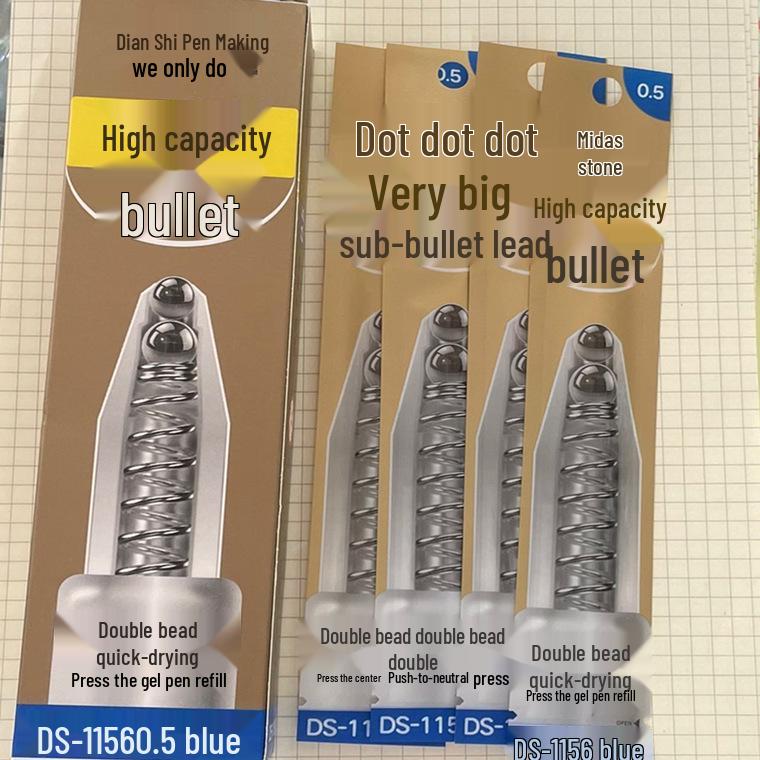 Dian Shi Pen Making
we only do
High capacity
bullet
Double bead
quick-drying
Press the gel pen refill
DS-11560.5 blue
0.5
0.5
Dot dot dot
Very big
sub-bullet lead
Midas
stone
High capacity
bullet
Double bead double bead
double
Press the center
Push-to-neutral
press
Double bead
quick-drying
Press the gel pen refill
OPEN
DS-11
DS-115
DS-1
DS-1156 blue